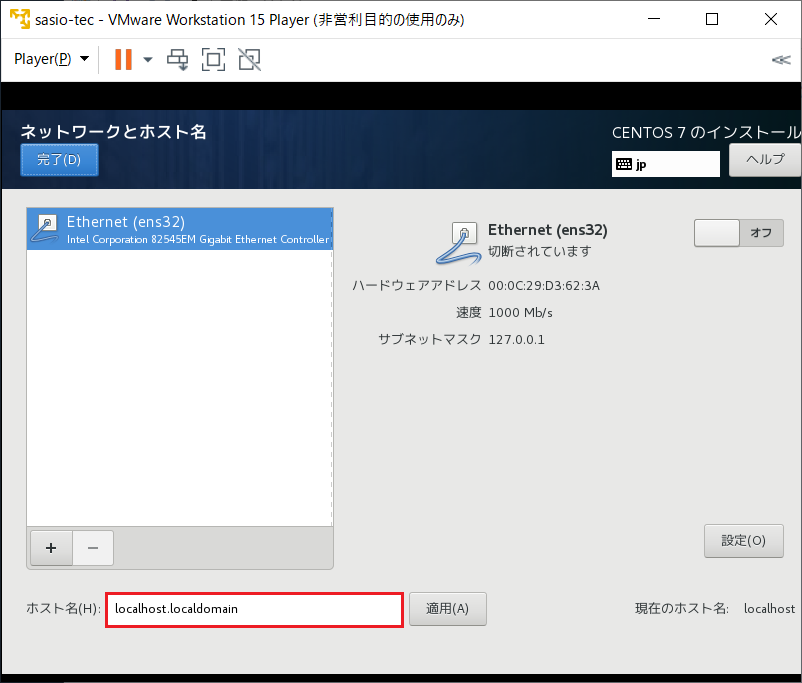 sasio-tec - VMware Workstation 15 Player (非営利目的の使用のみ)
Player(P)
ネットワークとホスト名
CENTOS 7 のインストール
完了(D)
jp
ヘルプ
Ethernet (ens32)
Intel Corporation 82545EM Gigabit Ethernet Controller
Ethernet (ens32)
切断されています
オフ
ハードウェアアドレス 00:0C:29:D3:62:3A
速度 1000 Mb/s
サブネットマスク 127.0.0.1
+
−
設定(O)
ホスト名(H): localhost.localdomain
適用(A)
現在のホスト名: localhost